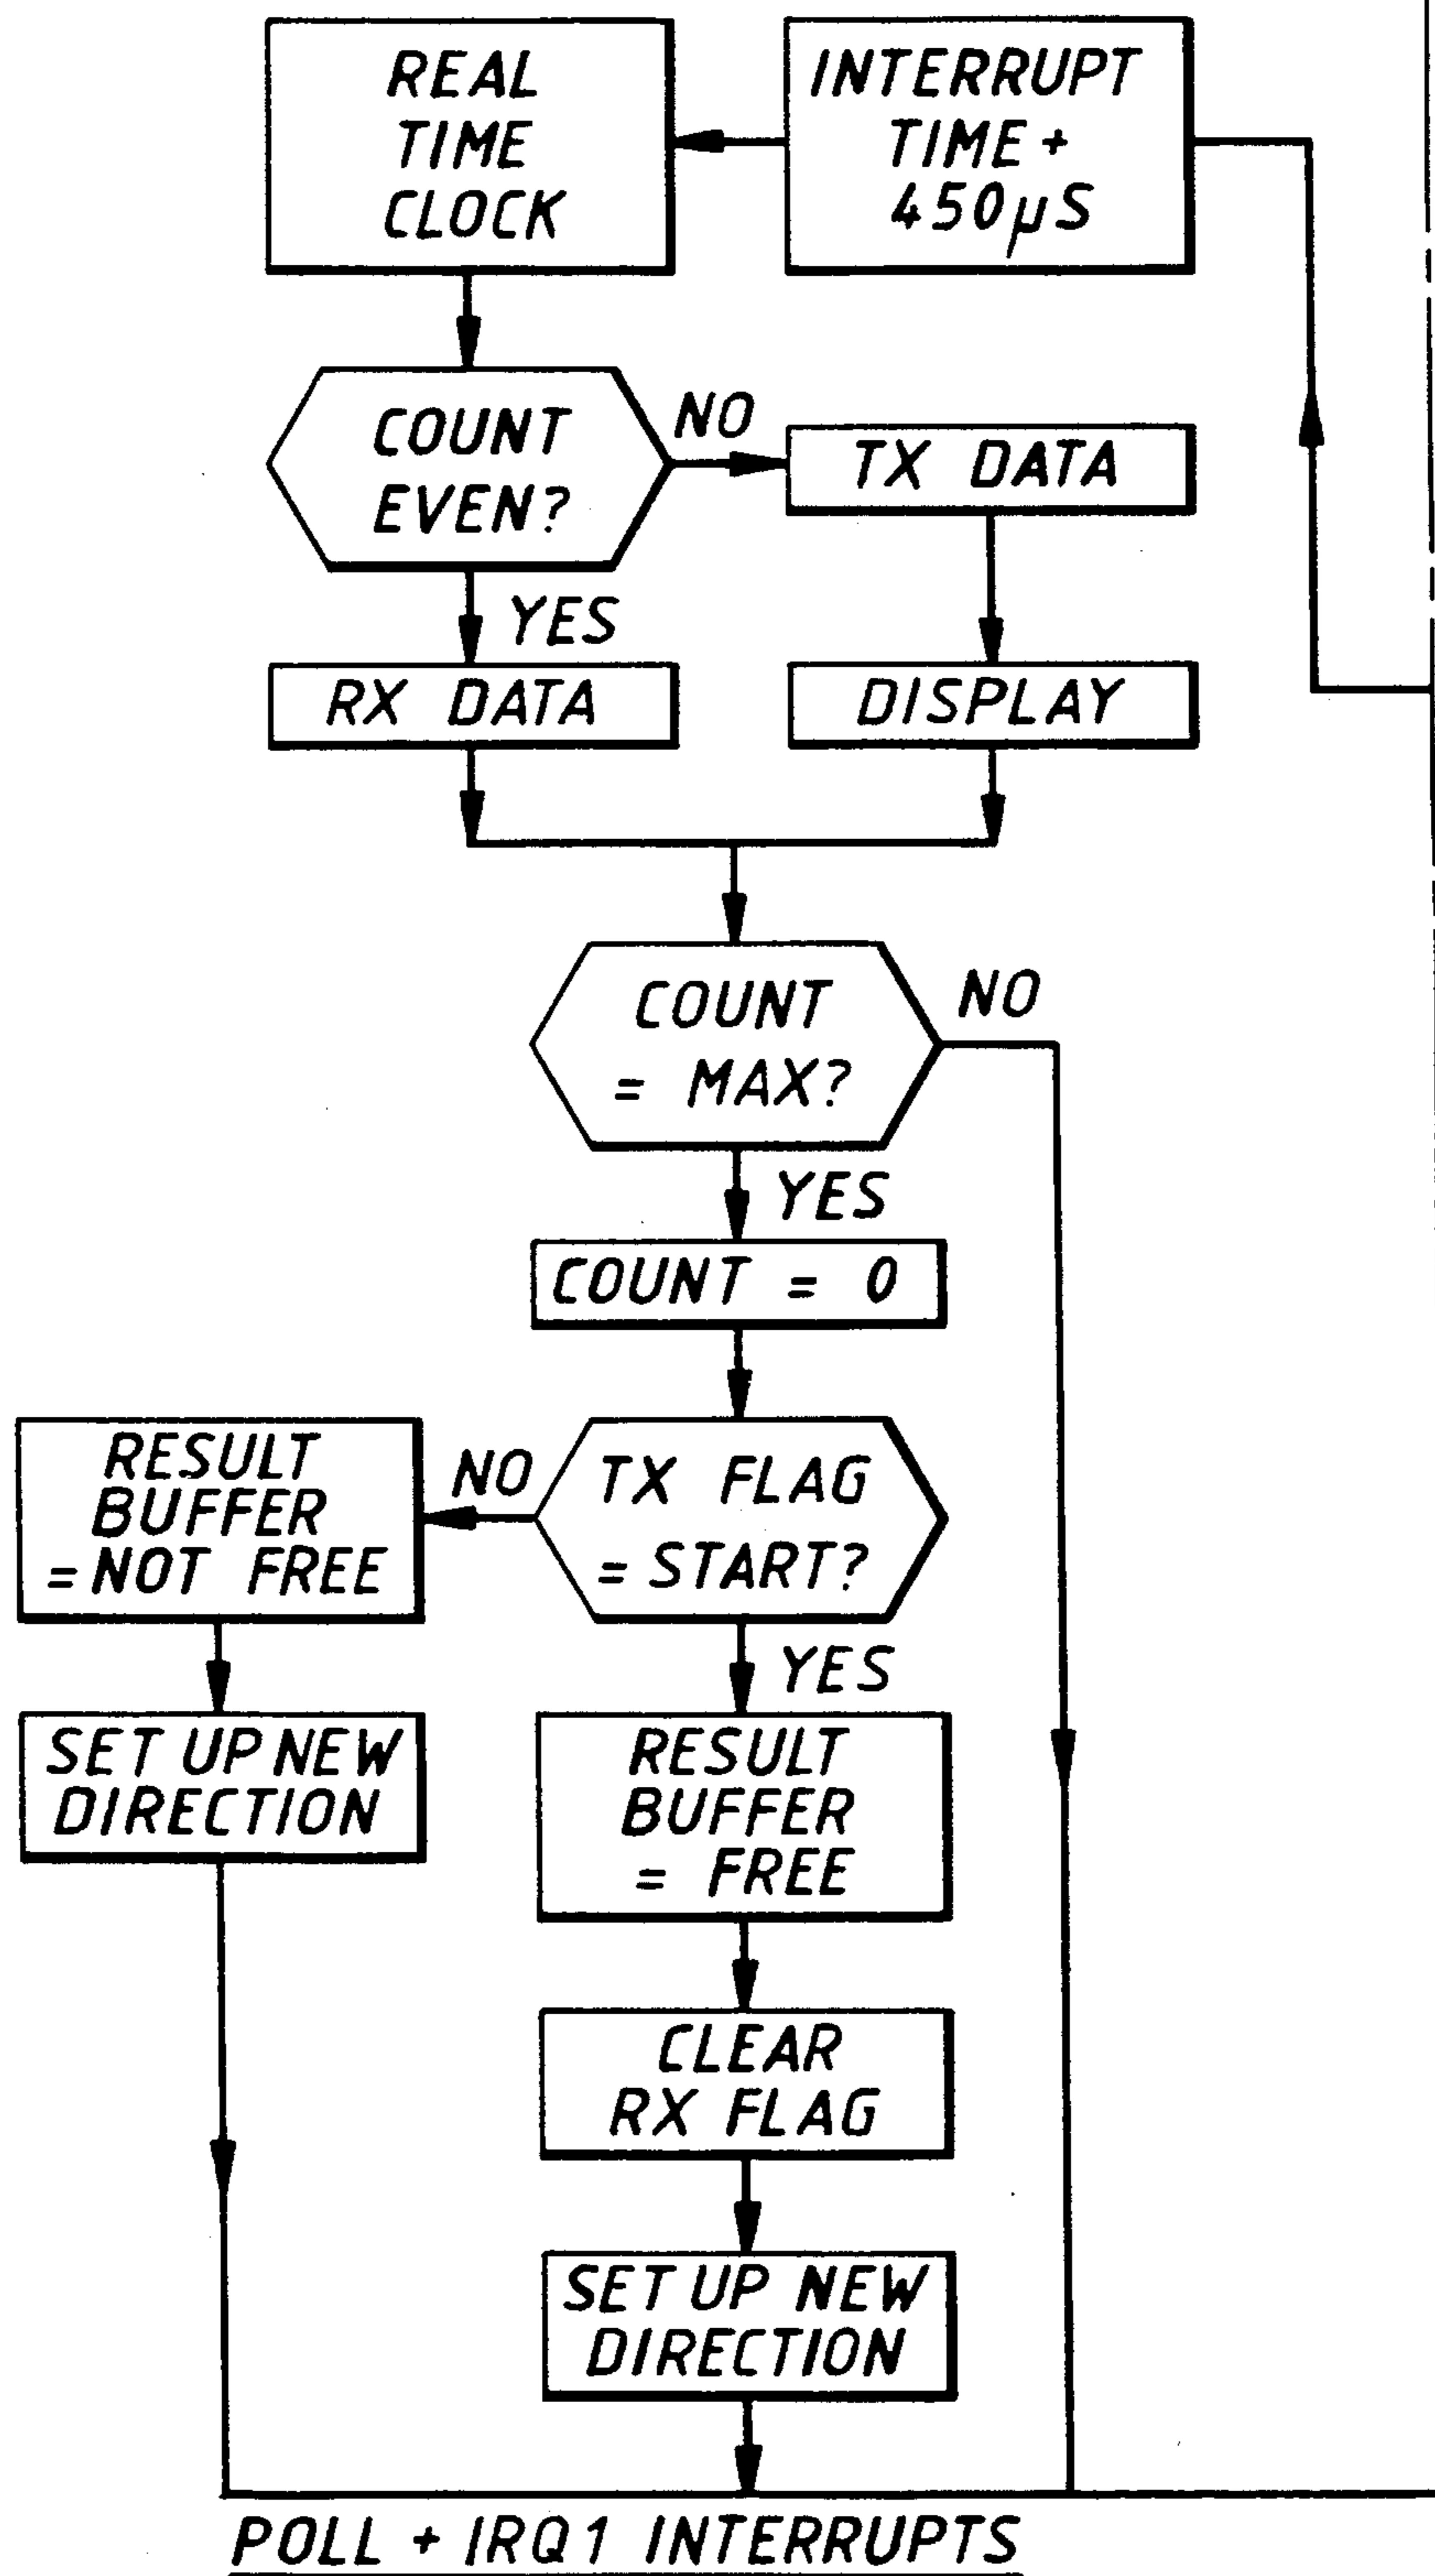 REAL
TIME
CLOCK
INTERRUPT
TIME +
450µS
COUNT
EVEN?
NO
TX DATA
YES
RX DATA
DISPLAY
COUNT
= MAX?
NO
YES
COUNT = 0
TX FLAG
= START?
NO
RESULT
BUFFER
= NOT FREE
YES
SET UP NEW
DIRECTION
RESULT
BUFFER
= FREE
CLEAR
RX FLAG
SET UP NEW
DIRECTION
POLL + IRQ1 INTERRUPTS